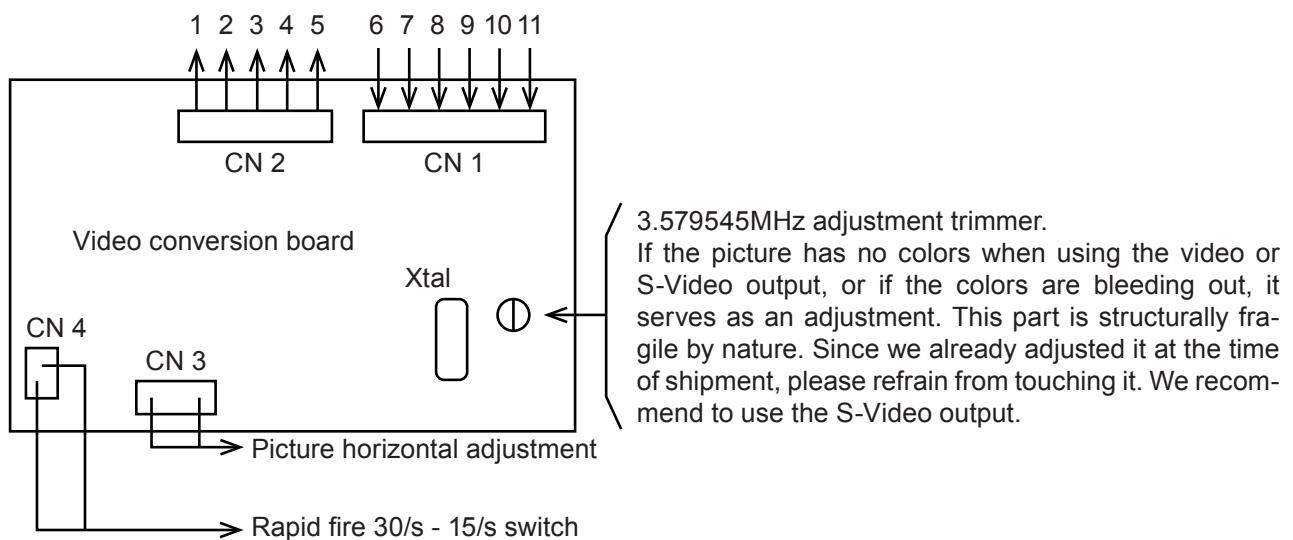 1 2 3 4 5 6 7 8 9 10 11
CN 2 CN 1
Video conversion board
Xtal
CN 4
CN 3
3.579545MHz adjustment trimmer.
If the picture has no colors when using the video or
S-Video output, or if the colors are bleeding out, it
serves as an adjustment. This part is structurally fra-
gile by nature. Since we already adjusted it at the time
of shipment, please refrain from touching it. We recom-
mend to use the S-Video output.
Picture horizontal adjustment
Rapid fire 30/s - 15/s switch